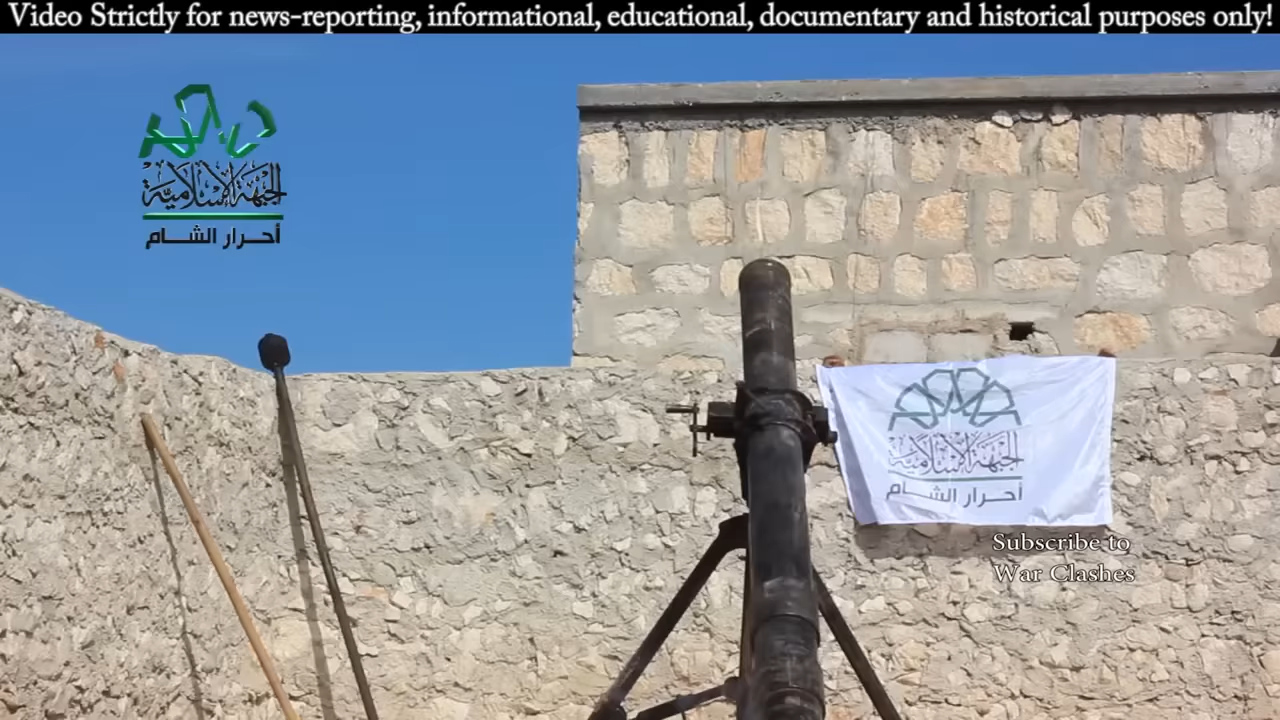 Video Strictly for news-reporting, informational, educational, documentary and historical purposes only!
الجبهة الإسلامية
أحرار الشام
الجبهة الإسلامية
أحرار الشام
Subscribe to
War Clashes